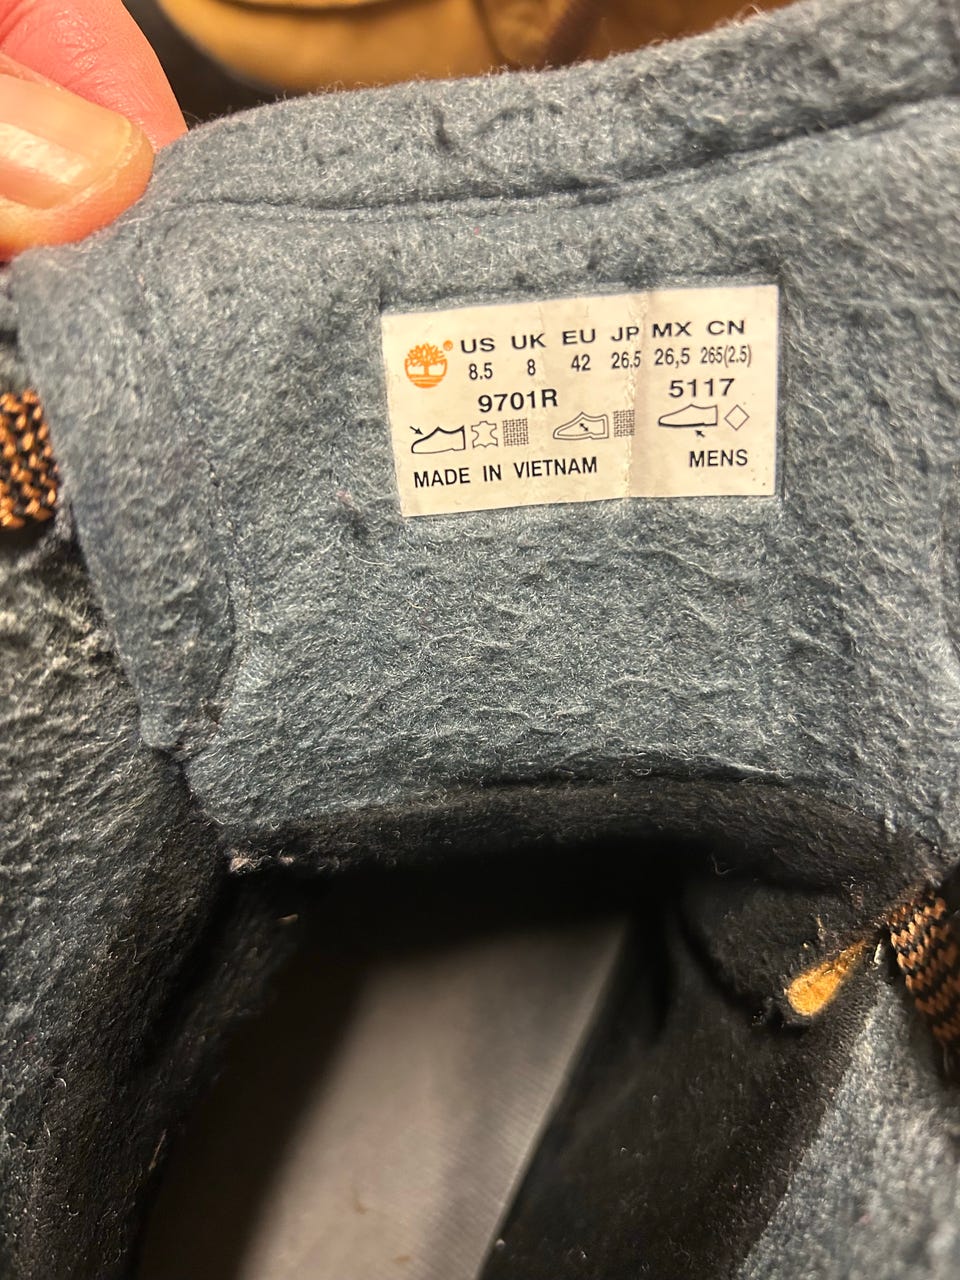 US UK EU JP MX CN
8.5 8 42 26.5 26,5 265(2.5)
9701R 5117
MADE IN VIETNAM MENS